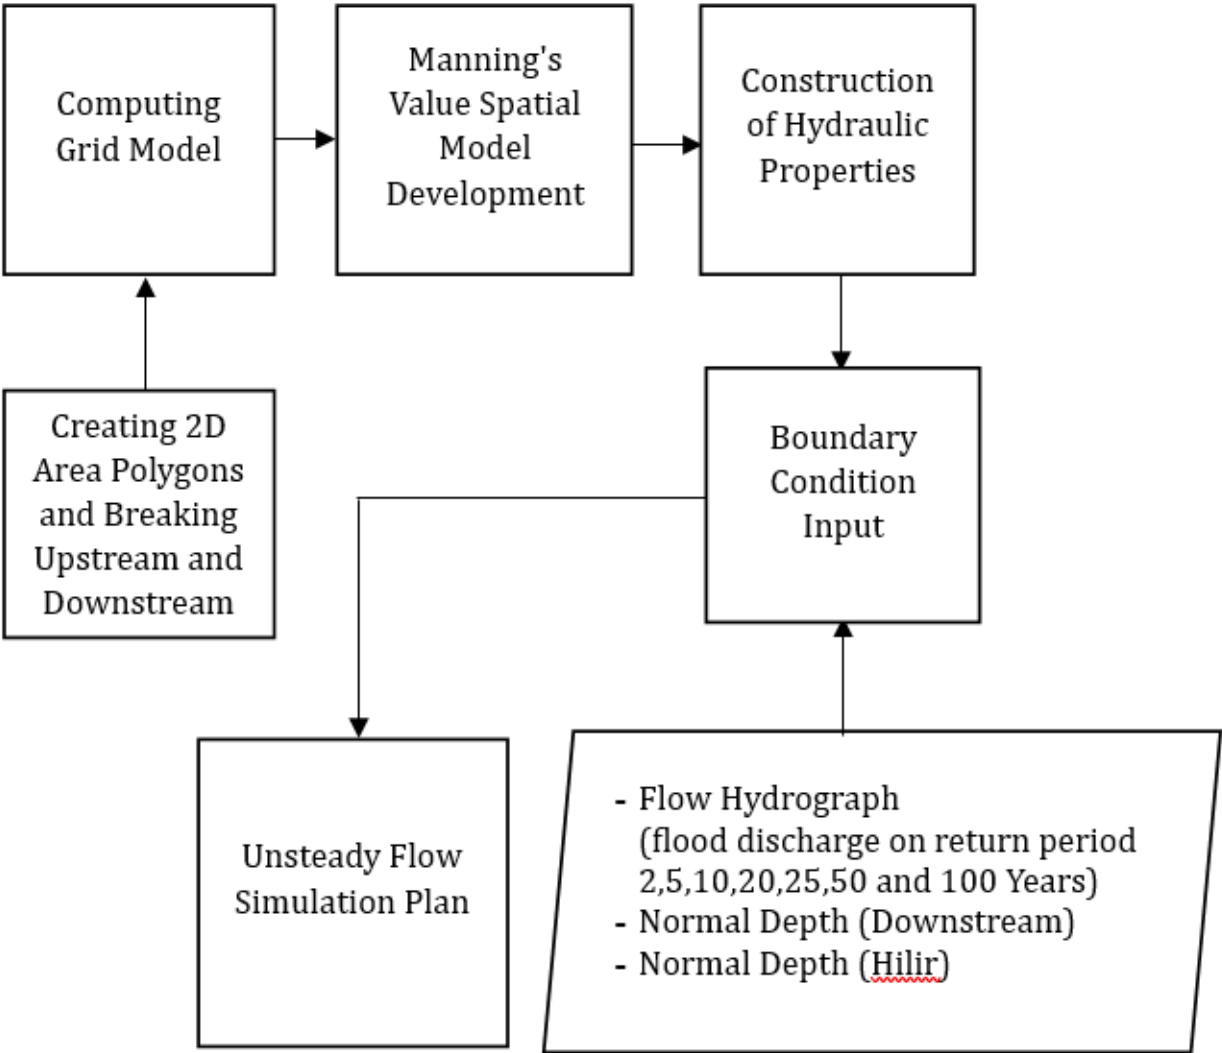 Computing
Grid Model
Manning's
Value Spatial
Model
Development
Construction
of Hydraulic
Properties
Creating 2D
Area Polygons
and Breaking
Upstream and
Downstream
Boundary
Condition
Input
Unsteady Flow
Simulation Plan
- Flow Hydrograph
(flood discharge on return period
2,5,10,20,25,50 and 100 Years)
- Normal Depth (Downstream)
- Normal Depth (Hilir)